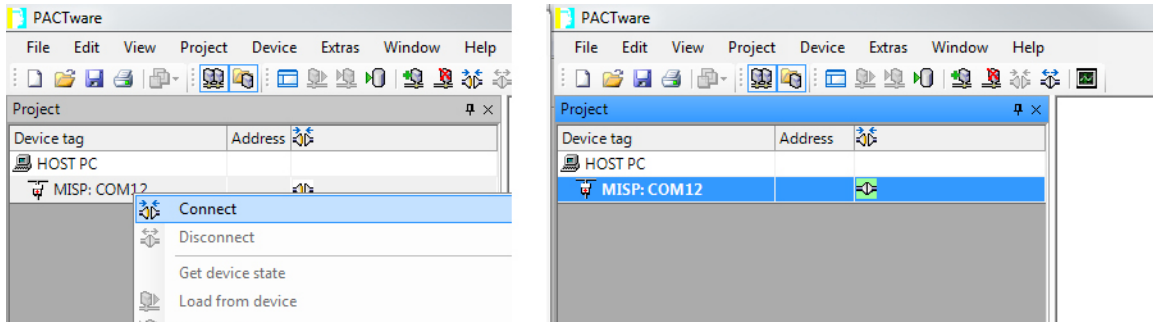 PACTware
File Edit View Project Device Extras Window Help
Project
Device tag Address
HOST PC
MISP: COM12
Connect
Disconnect
Get device state
Load from device
PACTware
File Edit View Project Device Extras Window Help
Project
Device tag Address
HOST PC
MISP: COM12